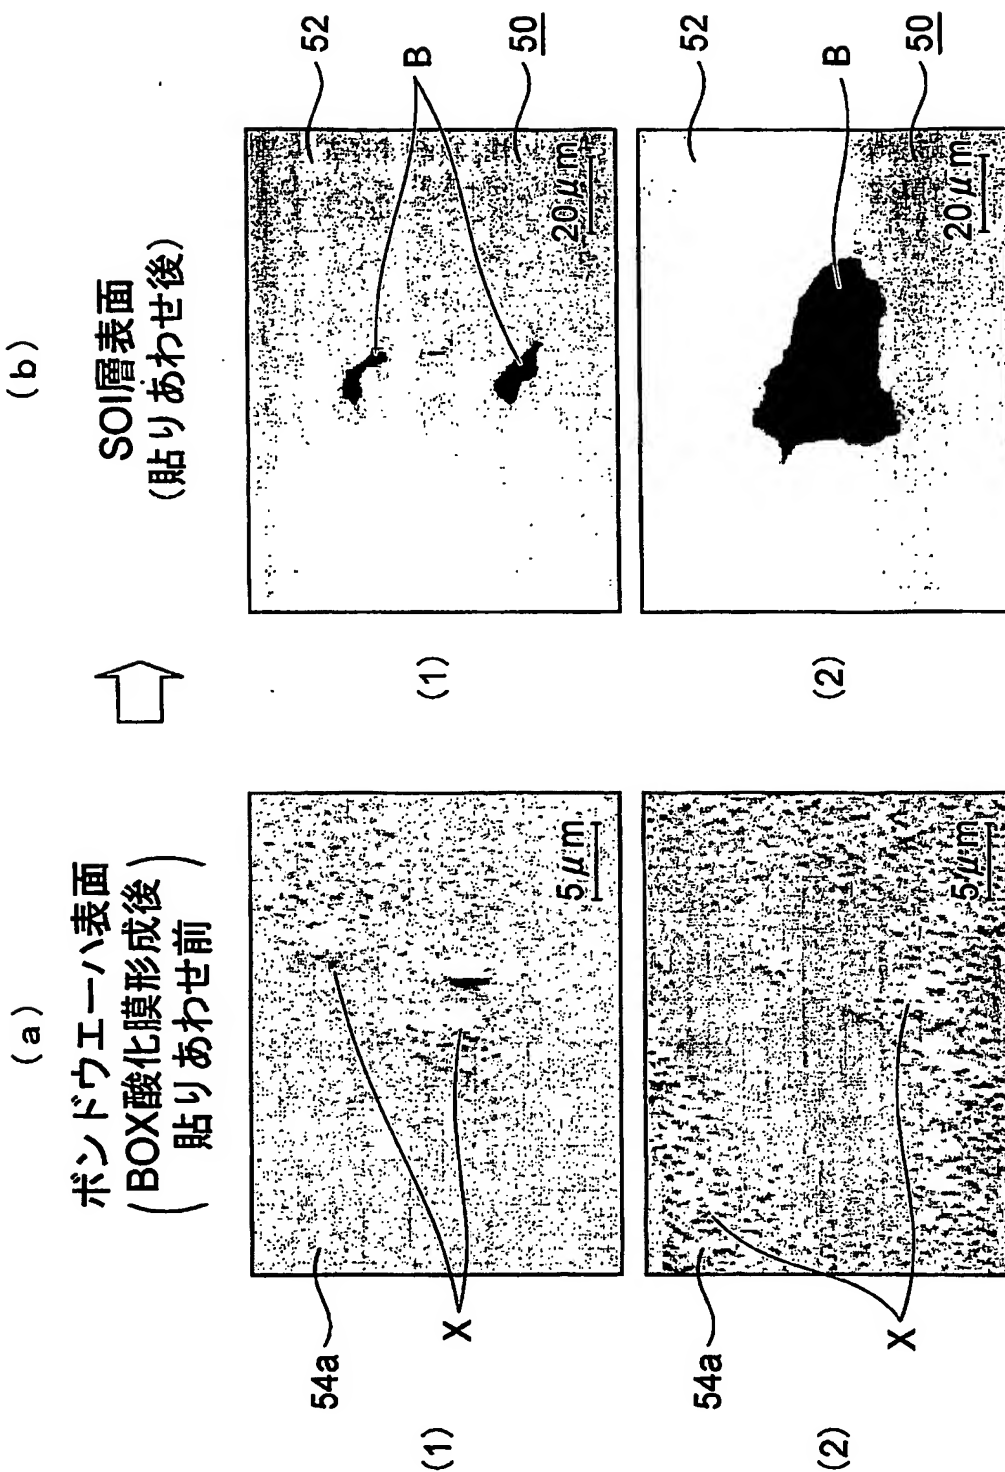 (a)
ボンドウエーハ表面
(BOX酸化膜形成後
貼りあわせ前)
(b)
SOI層表面
(貼りあわせ後)
(1)
54a
X
5μm
(1)
52
B
50
20μm
(2)
54a
X
5μm
(2)
52
B
50
20μm